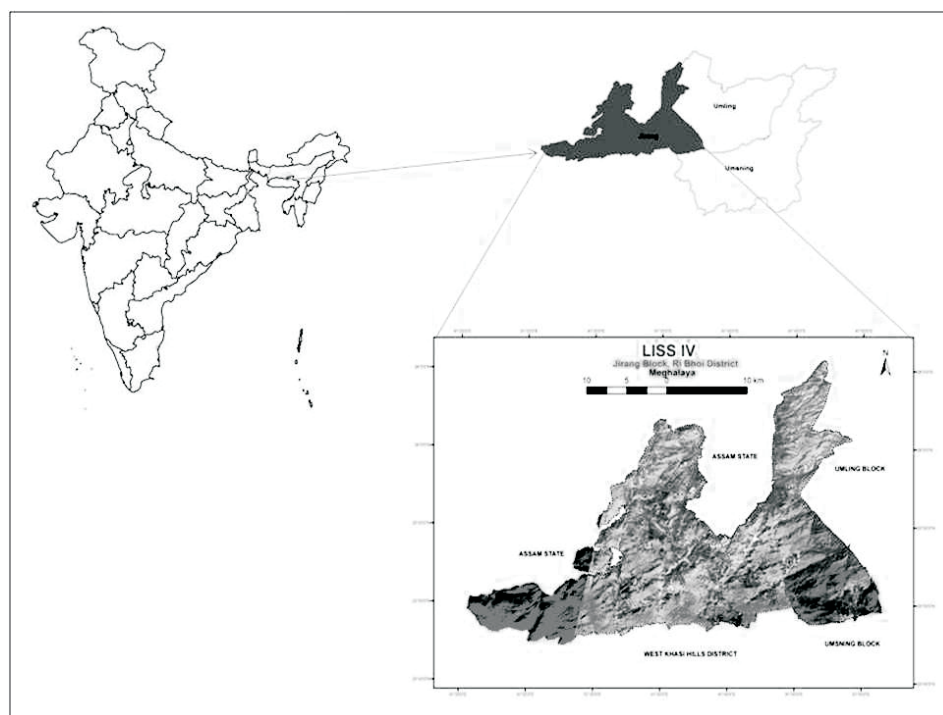 Umling
Jirang
Umsning
LISS IV
Jirang Block, Ri Bhoi District
Meghalaya
N
10 5 0 10 km
ASSAM STATE
UMLING BLOCK
ASSAM STATE
UMSNING BLOCK
WEST KHASI HILLS DISTRICT